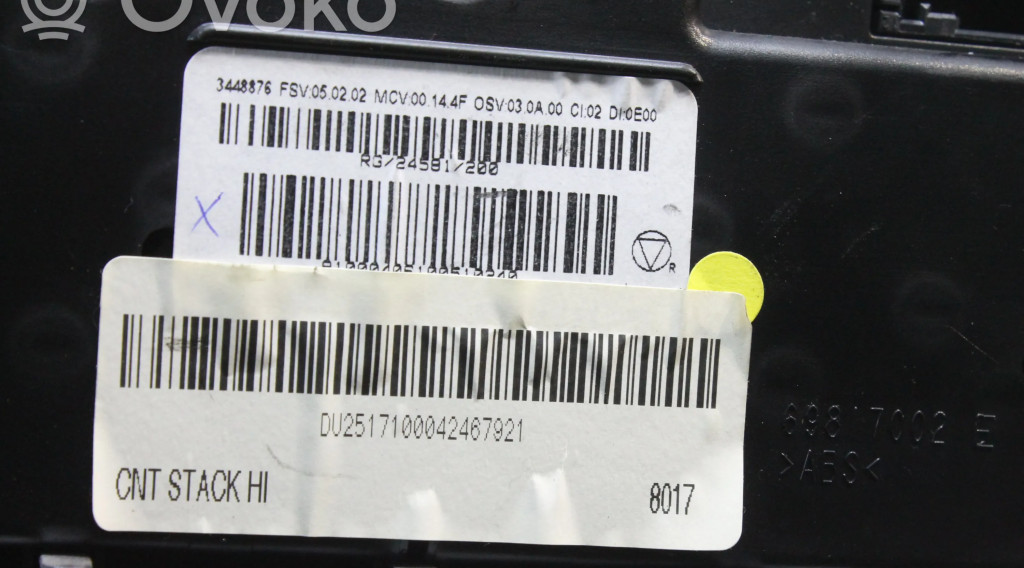 OVOKO
3448876 FSV:05.02.02 MCV:00.14.4F OSV:03.0A.00 CI:02 DI:0E00
RG/24581/200
X
R
DU2517100042467921
CNT STACK HI
8017
>ABS<